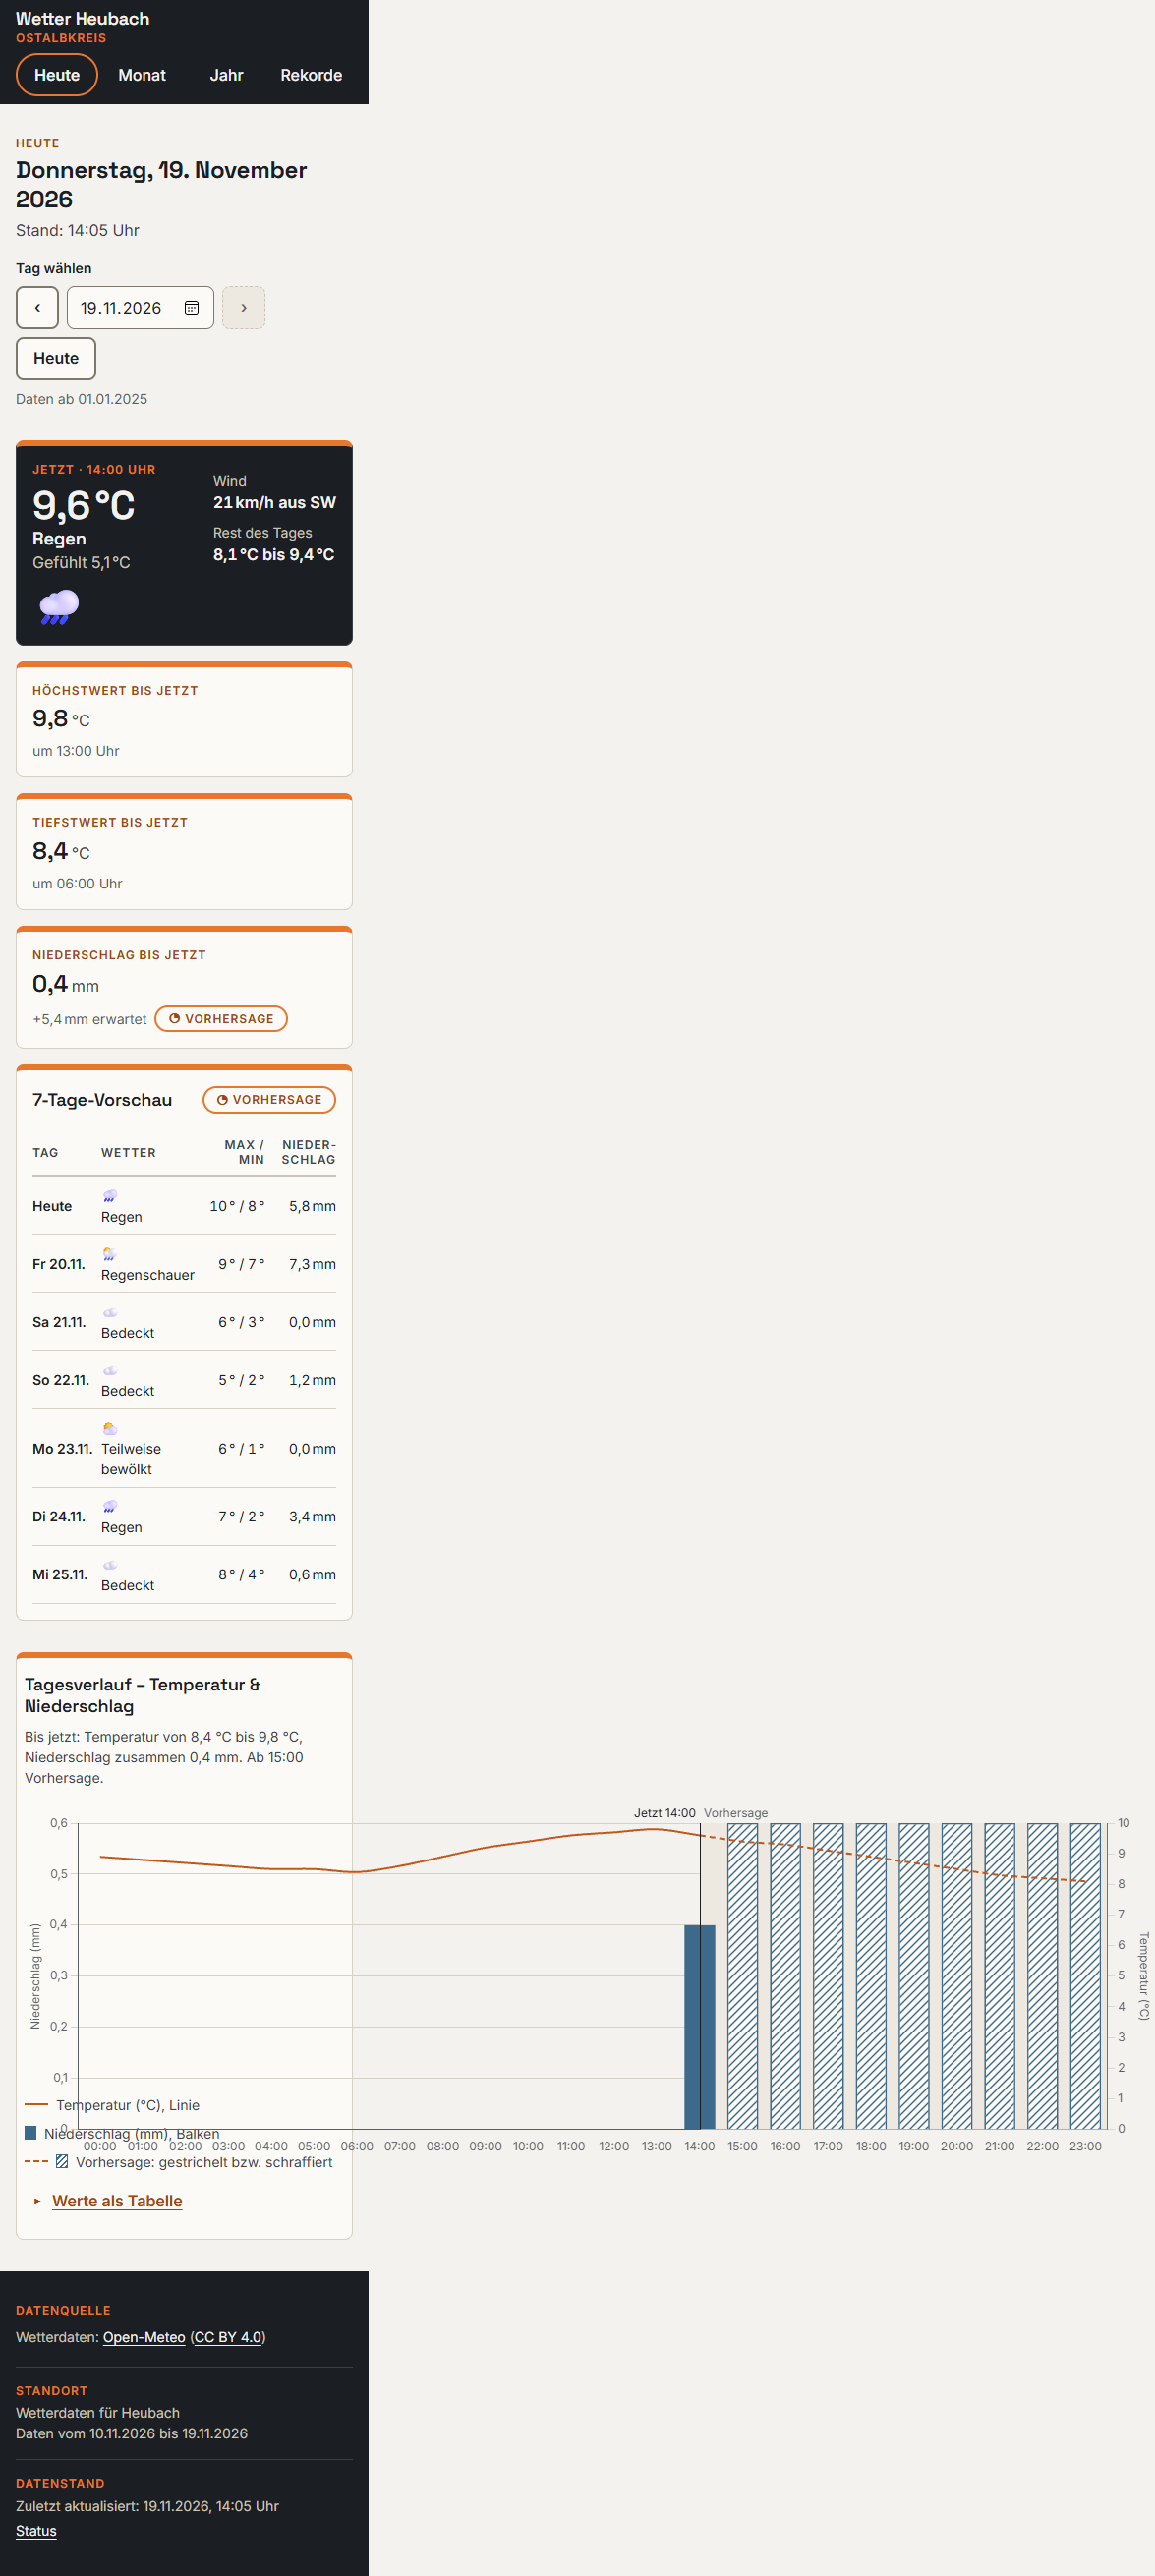 Wetter Heubach
OSTALBKREIS
Heute Monat Jahr Rekorde
HEUTE
Donnerstag, 19. November
2026
Stand: 14:05 Uhr
Tag wählen
‹ 19.11.2026 ›
Heute
Daten ab 01.01.2025
JETZT · 14:00 UHR
9,6 °C
Regen
Gefühlt 5,1 °C
Wind
21 km/h aus SW
Rest des Tages
8,1 °C bis 9,4 °C
HÖCHSTWERT BIS JETZT
9,8 °C
um 13:00 Uhr
TIEFSTWERT BIS JETZT
8,4 °C
um 06:00 Uhr
NIEDERSCHLAG BIS JETZT
0,4 mm
+5,4 mm erwartet VORHERSAGE
7-Tage-Vorschau VORHERSAGE
TAG WETTER MAX / MIN NIEDER-SCHLAG
Heute Regen 10 ° / 8 ° 5,8 mm
Fr 20.11. Regenschauer 9 ° / 7 ° 7,3 mm
Sa 21.11. Bedeckt 6 ° / 3 ° 0,0 mm
So 22.11. Bedeckt 5 ° / 2 ° 1,2 mm
Mo 23.11. Teilweise bewölkt 6 ° / 1 ° 0,0 mm
Di 24.11. Regen 7 ° / 2 ° 3,4 mm
Mi 25.11. Bedeckt 8 ° / 4 ° 0,6 mm
Tagesverlauf – Temperatur &
Niederschlag
Bis jetzt: Temperatur von 8,4 °C bis 9,8 °C,
Niederschlag zusammen 0,4 mm. Ab 15:00
Vorhersage.
Jetzt 14:00 Vorhersage
0,6
0,5
0,4
0,3
0,2
0,1
0
Niederschlag (mm)
10
9
8
7
6
5
4
3
2
1
0
Temperatur (°C)
00:00 01:00 02:00 03:00 04:00 05:00 06:00 07:00 08:00 09:00 10:00 11:00 12:00 13:00 14:00 15:00 16:00 17:00 18:00 19:00 20:00 21:00 22:00 23:00
Temperatur (°C), Linie
Niederschlag (mm), Balken
Vorhersage: gestrichelt bzw. schraffiert
▸ Werte als Tabelle
DATENQUELLE
Wetterdaten: Open-Meteo (CC BY 4.0)
STANDORT
Wetterdaten für Heubach
Daten vom 10.11.2026 bis 19.11.2026
DATENSTAND
Zuletzt aktualisiert: 19.11.2026, 14:05 Uhr
Status